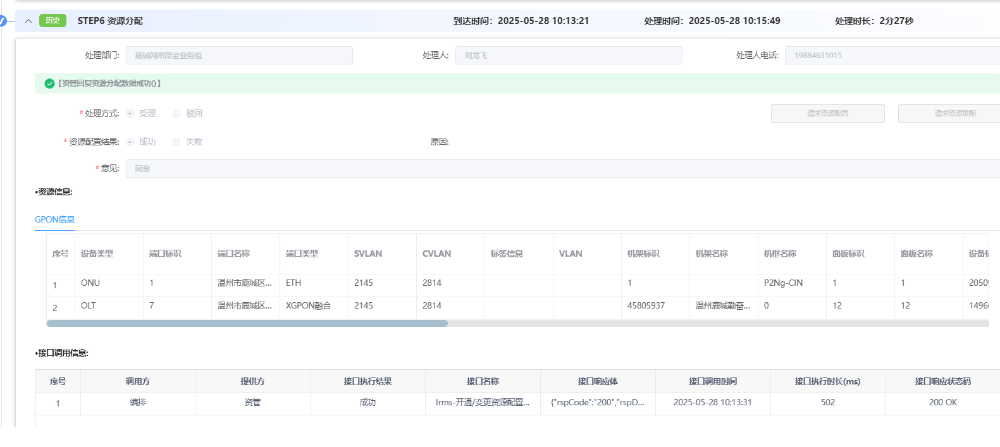 历史 STEP6 资源分配 到达时间: 2025-05-28 10:13:21 处理时间: 2025-05-28 10:15:49 处理时长: 2分27秒
处理部门: 鹿城网络部全业务组 处理人: 刘龙飞 处理人电话: 19884631015
【资管回复资源分配数据成功()】
*处理方式: 受理 驳回 请求资源配置 请求资源重配
*资源配置结果: 成功 失败 原因:
*意见: 同意
•资源信息:
GPON信息
序号 设备类型 端口标识 端口名称 端口类型 SVLAN CVLAN 标签信息 VLAN 机架标识 机架名称 机框名称 面板标识 面板名称 设备标
1 ONU 1 温州市鹿城区... ETH 2145 2814 1 P2Ng-CIN 1 1 2050
2 OLT 7 温州市鹿城区... XGPON融合 2145 2814 45805937 温州鹿城勤奋... 0 12 12 1496
•接口调用信息:
序号 调用方 提供方 接口执行结果 接口名称 接口响应体 接口调用时间 接口执行时长(ms) 接口响应状态码
1 编排 资管 成功 Irms-开通/变更资源配置... {"rspCode":"200","rspD... 2025-05-28 10:13:31 502 200 OK